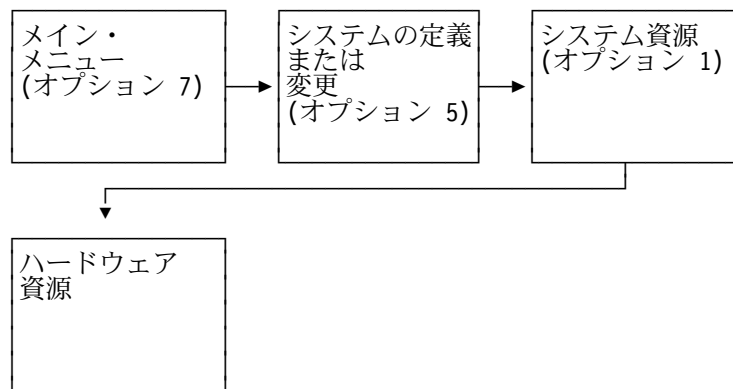 メイン・
メニュー
(オプション 7)
システムの定義
または
変更
(オプション 5)
システム資源
(オプション 1)
ハードウェア
資源